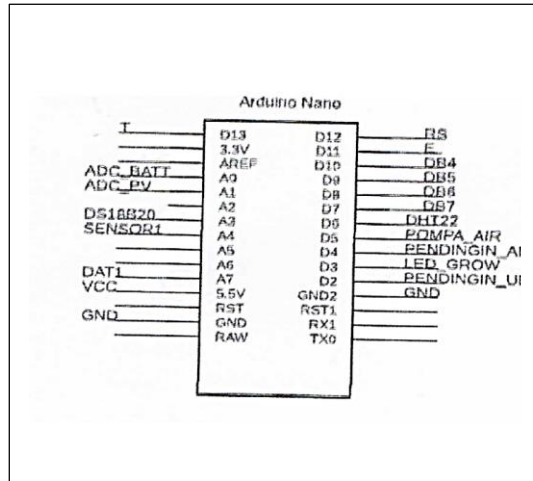 Arduino Nano
T D13 D12 RS
3.3V D11 E
AREF D10 DB4
ADC_BATT A0 D9 DB5
ADC_PV A1 D8 DB6
A2 D7 DB7
DS18B20 A3 D6 DHT22
SENSOR1 A4 D5 POMPA_AIR
A5 D4 PENDINGIN_A
A6 D3 LED_GROW
DAT1 A7 D2 PENDINGIN_U
VCC 5.5V GND2 GND
RST RST1
GND GND RX1
RAW TX0